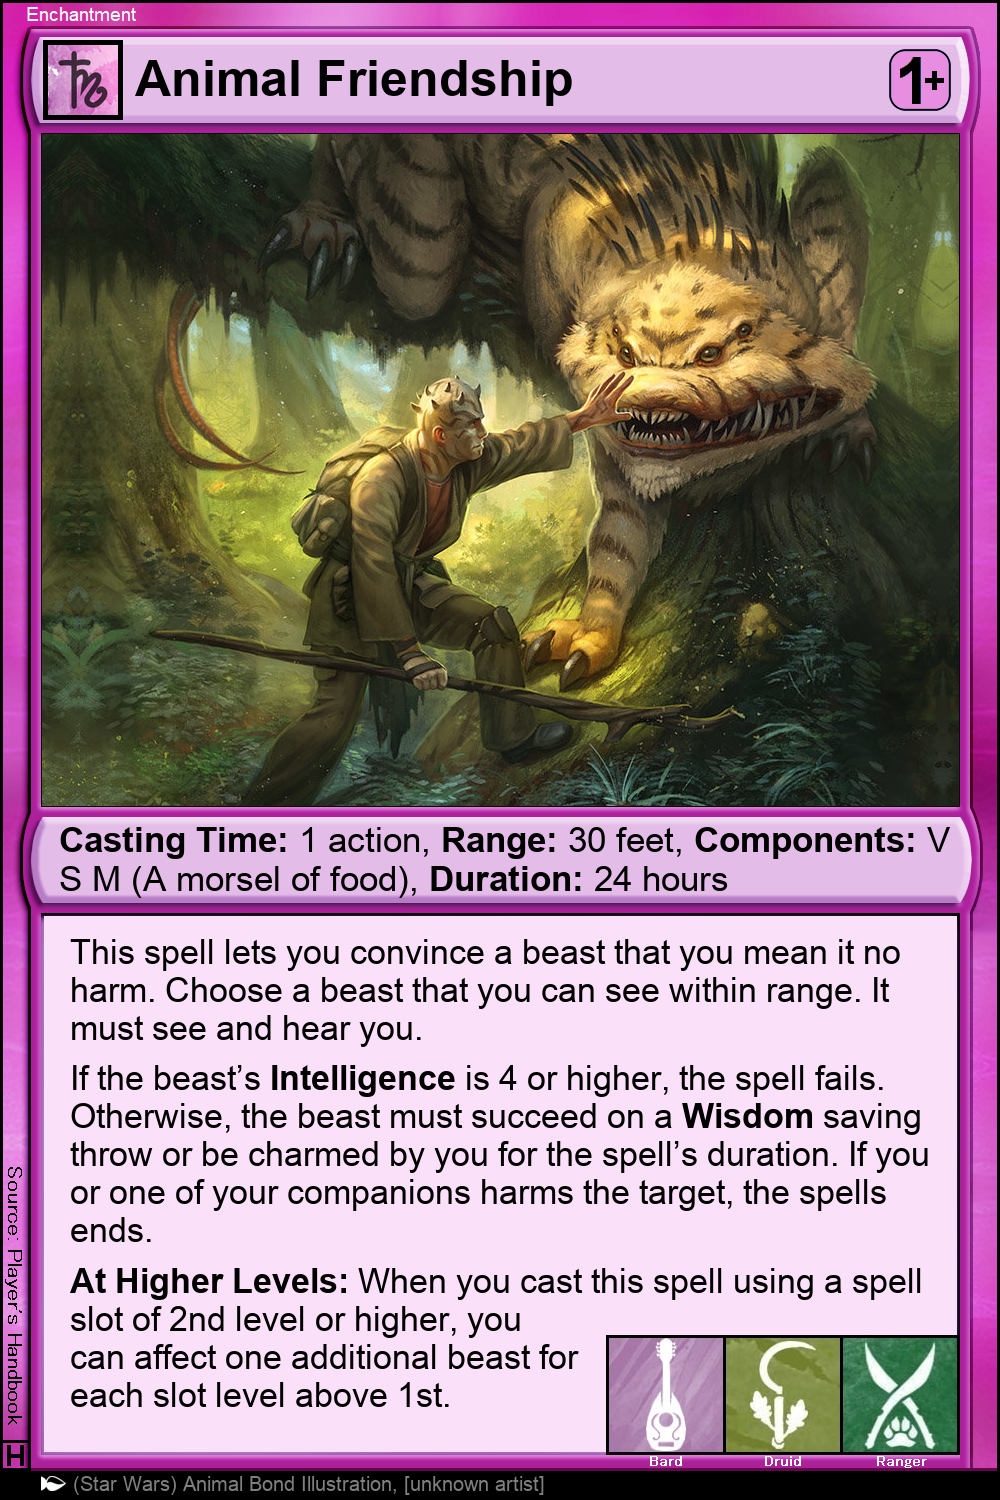 Enchantment
Animal Friendship
1+
Casting Time: 1 action, Range: 30 feet, Components: V
S M (A morsel of food), Duration: 24 hours
This spell lets you convince a beast that you mean it no
harm. Choose a beast that you can see within range. It
must see and hear you.
If the beast’s Intelligence is 4 or higher, the spell fails.
Otherwise, the beast must succeed on a Wisdom saving
throw or be charmed by you for the spell’s duration. If you
or one of your companions harms the target, the spells
ends.
At Higher Levels: When you cast this spell using a spell
slot of 2nd level or higher, you
can affect one additional beast for
each slot level above 1st.
Bard
Druid
Ranger
Source: Player's Handbook
H
(Star Wars) Animal Bond Illustration, [unknown artist]